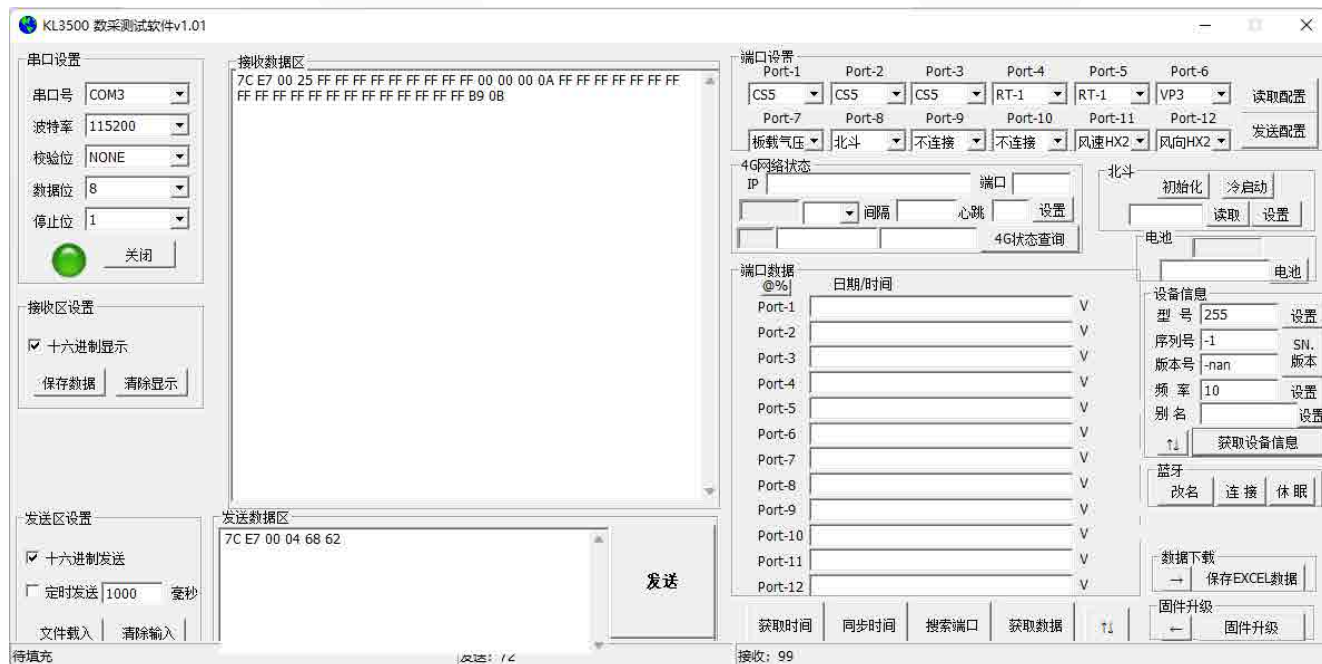 KL3500 数采测试软件v1.01
串口设置
串口号 COM3
波特率 115200
校验位 NONE
数据位 8
停止位 1
关闭
接收区设置
十六进制显示
保存数据 清除显示
发送区设置
十六进制发送
定时发送 1000 毫秒
文件载入 清除输入
接收数据区
7C E7 00 25 FF FF FF FF FF FF FF FF FF 00 00 00 0A FF FF FF FF FF FF FF
FF FF FF FF FF FF FF FF FF FF FF FF FF B9 0B
发送数据区
7C E7 00 04 68 62
发送
端口设置
Port-1 Port-2 Port-3 Port-4 Port-5 Port-6
CS5 CS5 CS5 RT-1 RT-1 VP3 读取配置
Port-7 Port-8 Port-9 Port-10 Port-11 Port-12
板载气压 北斗 不连接 不连接 风速HX2 风向HX2 发送配置
4G网络状态
IP 端口
间隔 心跳 设置
4G状态查询
北斗
初始化 冷启动
读取 设置
电池
电池
端口数据
@% 日期/时间
Port-1 V
Port-2 V
Port-3 V
Port-4 V
Port-5 V
Port-6 V
Port-7 V
Port-8 V
Port-9 V
Port-10 V
Port-11 V
Port-12 V
获取时间 同步时间 搜索端口 获取数据 ↑↓
设备信息
型 号 255 设置
序列号 -1 SN.
版本号 -nan 版本
频 率 10 设置
别 名 设置
↑↓ 获取设备信息
蓝牙
改名 连 接 休 眠
数据下载
→ 保存EXCEL数据
固件升级
← 固件升级
待填充 发送: 72 接收: 99